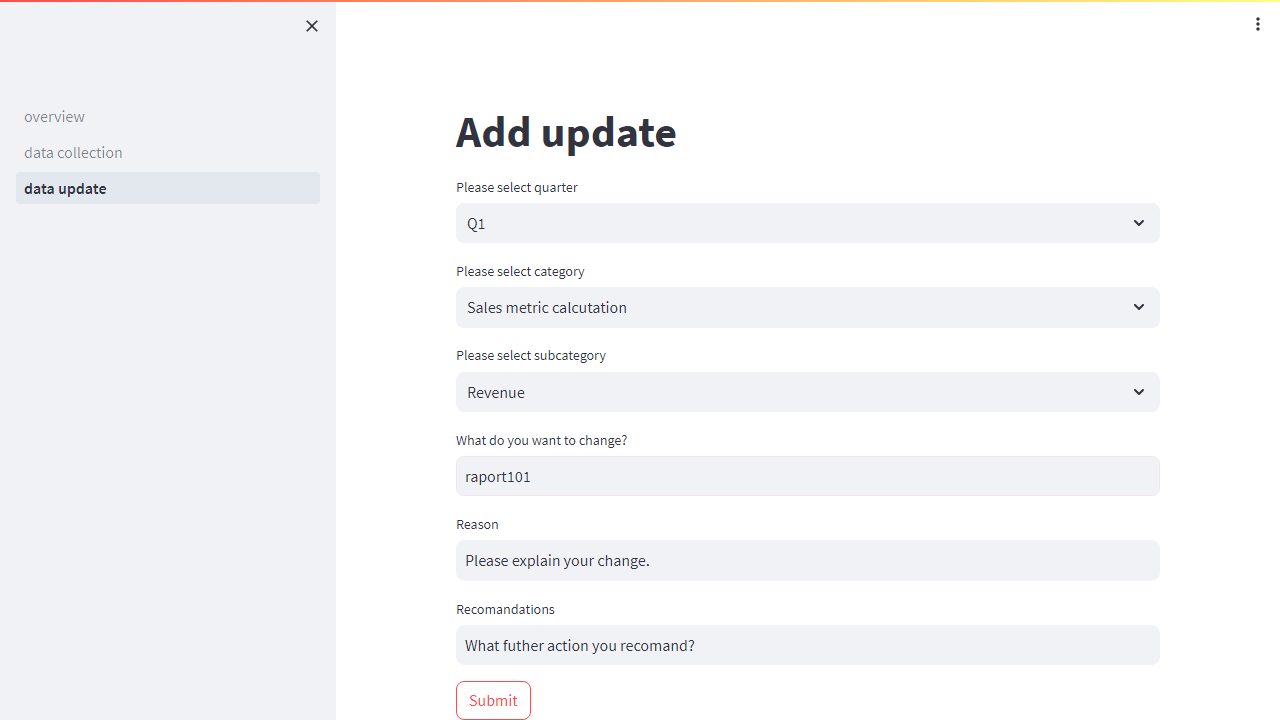 overview
data collection
data update
Add update
Please select quarter
Q1
Please select category
Sales metric calcutation
Please select subcategory
Revenue
What do you want to change?
raport101
Reason
Please explain your change.
Recomandations
What futher action you recomand?
Submit